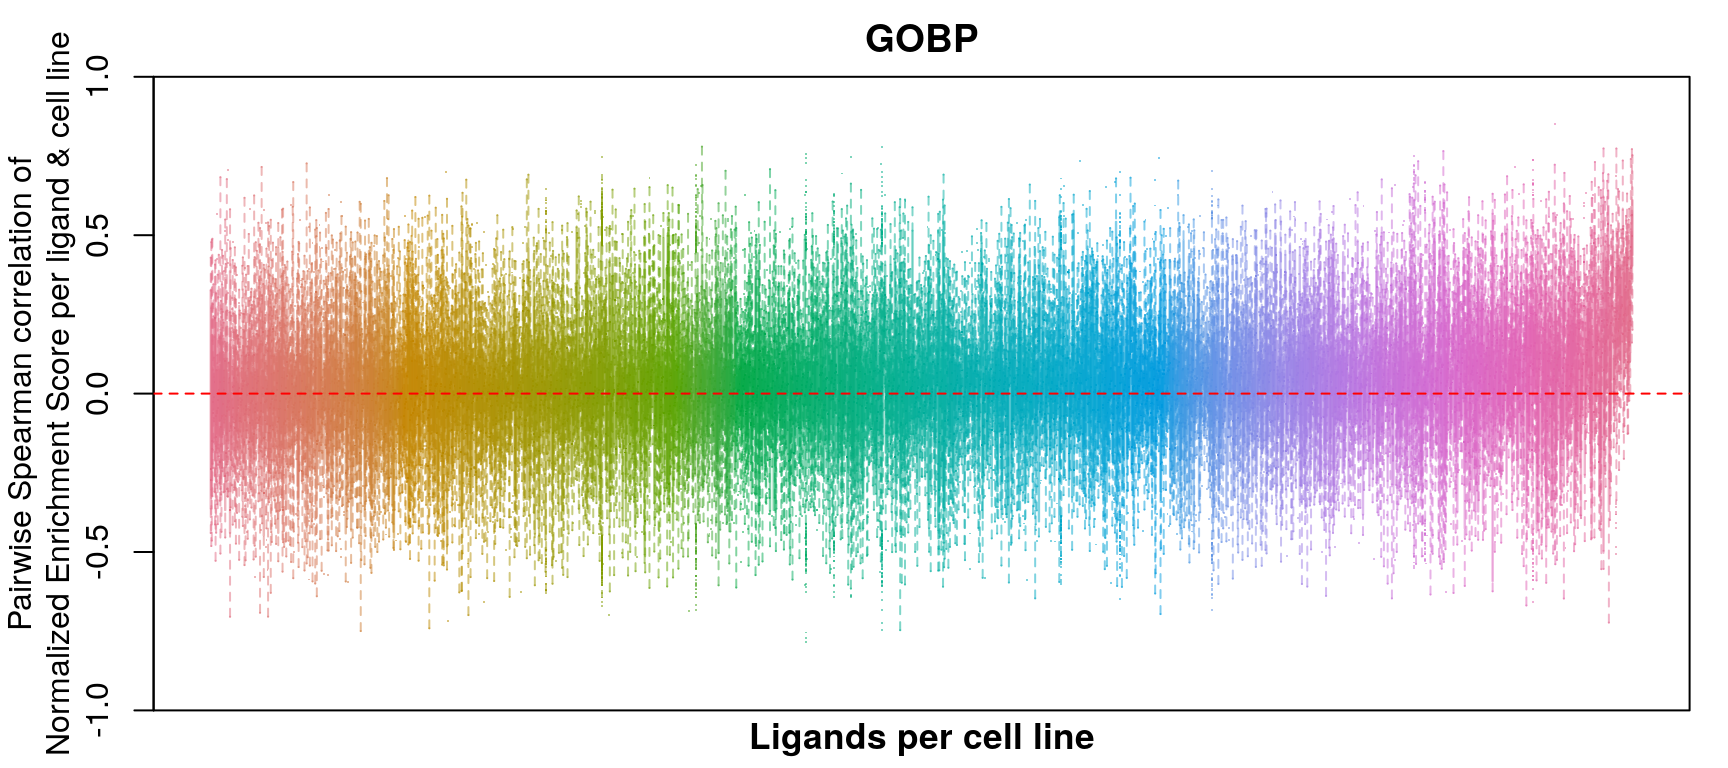 GOBP
Pairwise Spearman correlation of
Normalized Enrichment Score per ligand & cell line
1.0
0.5
0.0
-0.5
-1.0
Ligands per cell line